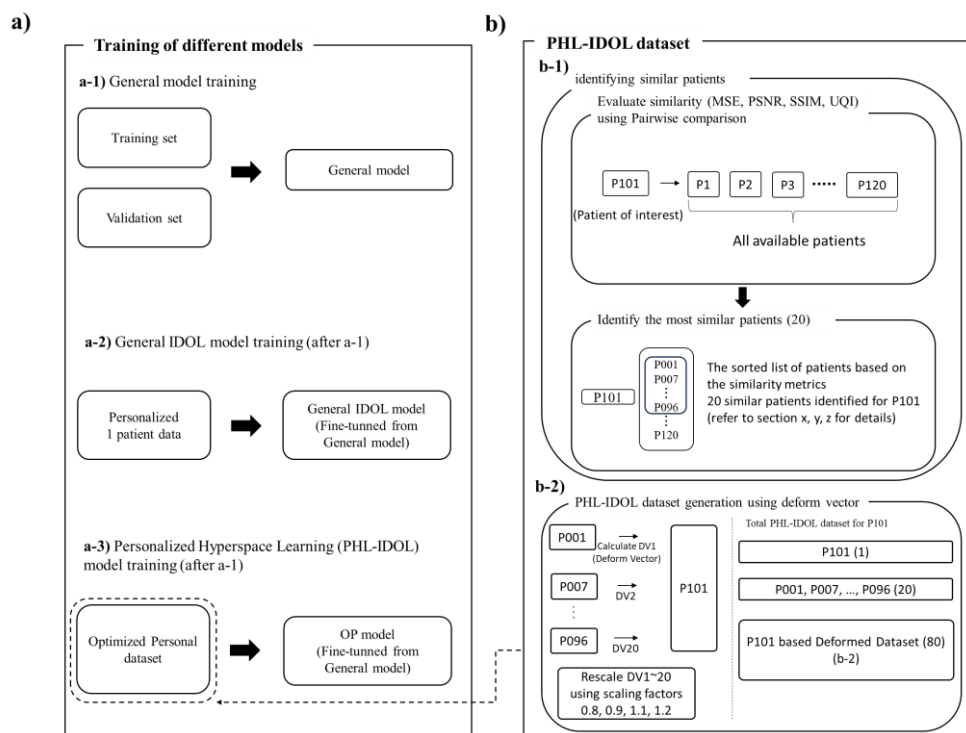 a)
Training of different models
a-1) General model training
Training set
Validation set
General model
a-2) General IDOL model training (after a-1)
Personalized
1 patient data
General IDOL model
(Fine-tunned from
General model)
a-3) Personalized Hyperspace Learning (PHL-IDOL)
model training (after a-1)
Optimized Personal
dataset
OP model
(Fine-tunned from
General model)
b)
PHL-IDOL dataset
b-1)
identifying similar patients
Evaluate similarity (MSE, PSNR, SSIM, UQI)
using Pairwise comparison
P101 P1 P2 P3 ····· P120
(Patient of interest)
All available patients
Identify the most similar patients (20)
P101
P001
P007
⋮
P096
⋮
P120
The sorted list of patients based on
the similarity metrics
20 similar patients identified for P101
(refer to section x, y, z for details)
b-2)
PHL-IDOL dataset generation using deform vector
P001
Calculate DV1
(Deform Vector)
P007
DV2
⋮
P096
DV20
P101
Rescale DV1~20
using scaling factors
0.8, 0.9, 1.1, 1.2
Total PHL-IDOL dataset for P101
P101 (1)
P001, P007, ..., P096 (20)
P101 based Deformed Dataset (80)
(b-2)